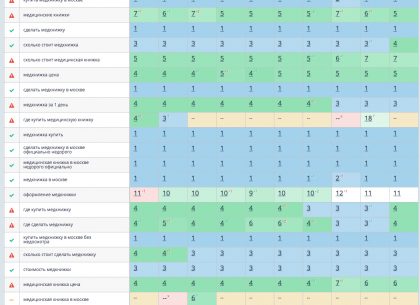 медицинские книжки 7 6 7 5 5 5 5 7 6 5
сделать медкнижку 1 1 1 1 1 1 1 1 1 1
сколько стоит медкнижка 3 3 3 3 3 3 3 3 3 4
сколько стоит медицинская книжка 5 5 5 5 5 5 5 6 7 7
медкнижка цена 4 4 5 4 5 5 5 5 5 5
сделать медкнижку в москве 1 1 1 1 1 1 1 1 1 1
медкнижка за 1 день 4 4 4 4 4 4 4 3 3 3
где купить медицинскую книжку 4 3 – – – – – – 18 –
медкнижка купить 1 1 1 1 1 1 1 1 1 1
сделать медкнижку в москве
официально недорого 1 1 1 1 1 1 1 1 1 1
медицинская книжка в москве
недорого официально 1 1 1 1 1 1 1 1 1 1
медкнижка в москве 1 1 1 1 1 1 1 2 1 1
оформление медкнижки 11 10 10 9 10 10 12 11 11
где купить медкнижку 4 4 4 4 4 4 3 3 3 4
где сделать медкнижку 4 5 4 4 6 6 4 3 3 4
купить медкнижку в москве без
медосмотра 1 1 1 1 1 1 1 1 1 1
сколько стоит сделать медкнижку 4 4 3 3 3 3 3 3 3 3
стоимость медкнижки 3 3 3 3 3 3 3 3 3 3
медицинская книжка цена 4 4 4 4 4 4 4 7 6 6
медицинская книжка в москве – – 6 – – – – – – –